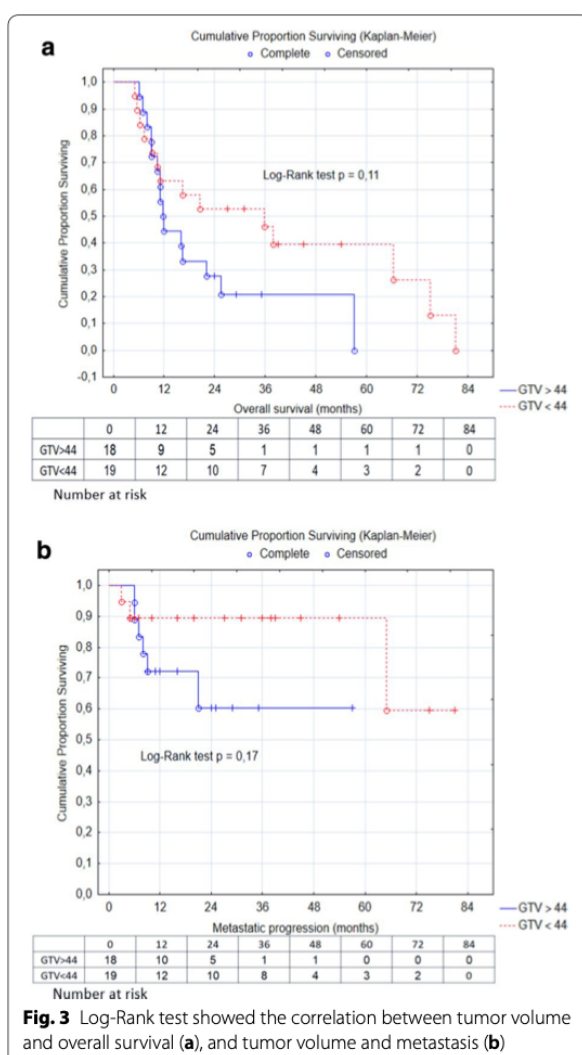 a
Cumulative Proportion Surviving (Kaplan-Meier)
Complete Censored
1,0
0,9
0,8
0,7
0,6
0,5
0,4
0,3
0,2
0,1
0,0
-0,1
Cumulative Proportion Surviving
Log-Rank test p = 0,11
0 12 24 36 48 60 72 84
Overall survival (months)
GTV > 44
GTV < 44
0 12 24 36 48 60 72 84
GTV>44 18 9 5 1 1 1 1 0
GTV<44 19 12 10 7 4 3 2 0
Number at risk
b
Cumulative Proportion Surviving (Kaplan-Meier)
Complete Censored
1,0
0,9
0,8
0,7
0,6
0,5
0,4
0,3
0,2
0,1
0,0
Cumulative Proportion Surviving
Log-Rank test p = 0,17
0 12 24 36 48 60 72 84
Metastatic progression (months)
GTV > 44
GTV < 44
0 12 24 36 48 60 72 84
GTV>44 18 10 5 1 1 0 0 0
GTV<44 19 12 10 8 4 3 2 0
Number at risk
Fig. 3 Log-Rank test showed the correlation between tumor volume
and overall survival (a), and tumor volume and metastasis (b)